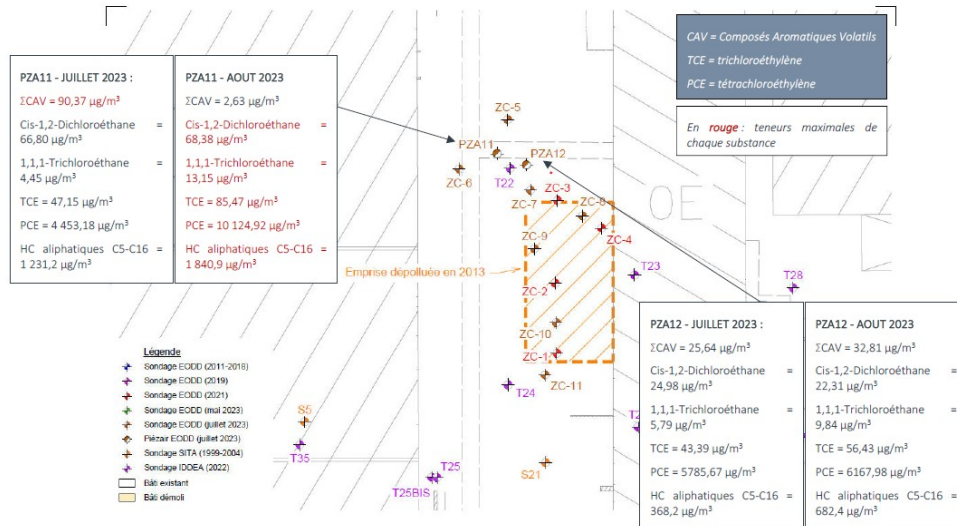 CAV = Composés Aromatiques Volatils
TCE = trichloroéthylène
PCE = tétrachloroéthylène
En rouge : teneurs maximales de
chaque substance
PZA11 - JUILLET 2023 :
ΣCAV = 90,37 µg/m³
Cis-1,2-Dichloroéthane =
66,80 µg/m³
1,1,1-Trichloroéthane =
4,45 µg/m³
TCE = 47,15 µg/m³
PCE = 4 453,18 µg/m³
HC aliphatiques C5-C16 =
1 231,2 µg/m³
PZA11 - AOUT 2023
ΣCAV = 2,63 µg/m³
Cis-1,2-Dichloroéthane =
68,38 µg/m³
1,1,1-Trichloroéthane =
13,15 µg/m³
TCE = 85,47 µg/m³
PCE = 10 124,92 µg/m³
HC aliphatiques C5-C16 =
1 840,9 µg/m³
ZC-5
PZA11
PZA12
ZC-6
T22
ZC-3
ZC-7
ZC-8
OE
ZC-4
ZC-9
Emprise dépolluée en 2013
T23
T28
ZC-2
ZC-10
ZC-1
ZC-11
T24
S5
T35
T25
T25BIS
S21
PZA12 - JUILLET 2023 :
ΣCAV = 25,64 µg/m³
Cis-1,2-Dichloroéthane =
24,98 µg/m³
1,1,1-Trichloroéthane =
5,79 µg/m³
TCE = 43,39 µg/m³
PCE = 5785,67 µg/m³
HC aliphatiques C5-C16 =
368,2 µg/m³
PZA12 - AOUT 2023
ΣCAV = 32,81 µg/m³
Cis-1,2-Dichloroéthane =
22,31 µg/m³
1,1,1-Trichloroéthane =
9,84 µg/m³
TCE = 56,43 µg/m³
PCE = 6167,98 µg/m³
HC aliphatiques C5-C16 =
682,4 µg/m³
Légende
Sondage EODD (2011-2018)
Sondage EODD (2019)
Sondage EODD (2021)
Sondage EODD (mai 2023)
Sondage EODD (juillet 2023)
Piézair EODD (juillet 2023)
Sondage SITA (1999-2004)
Sondage IDDEA (2022)
Bâti existant
Bâti démoli